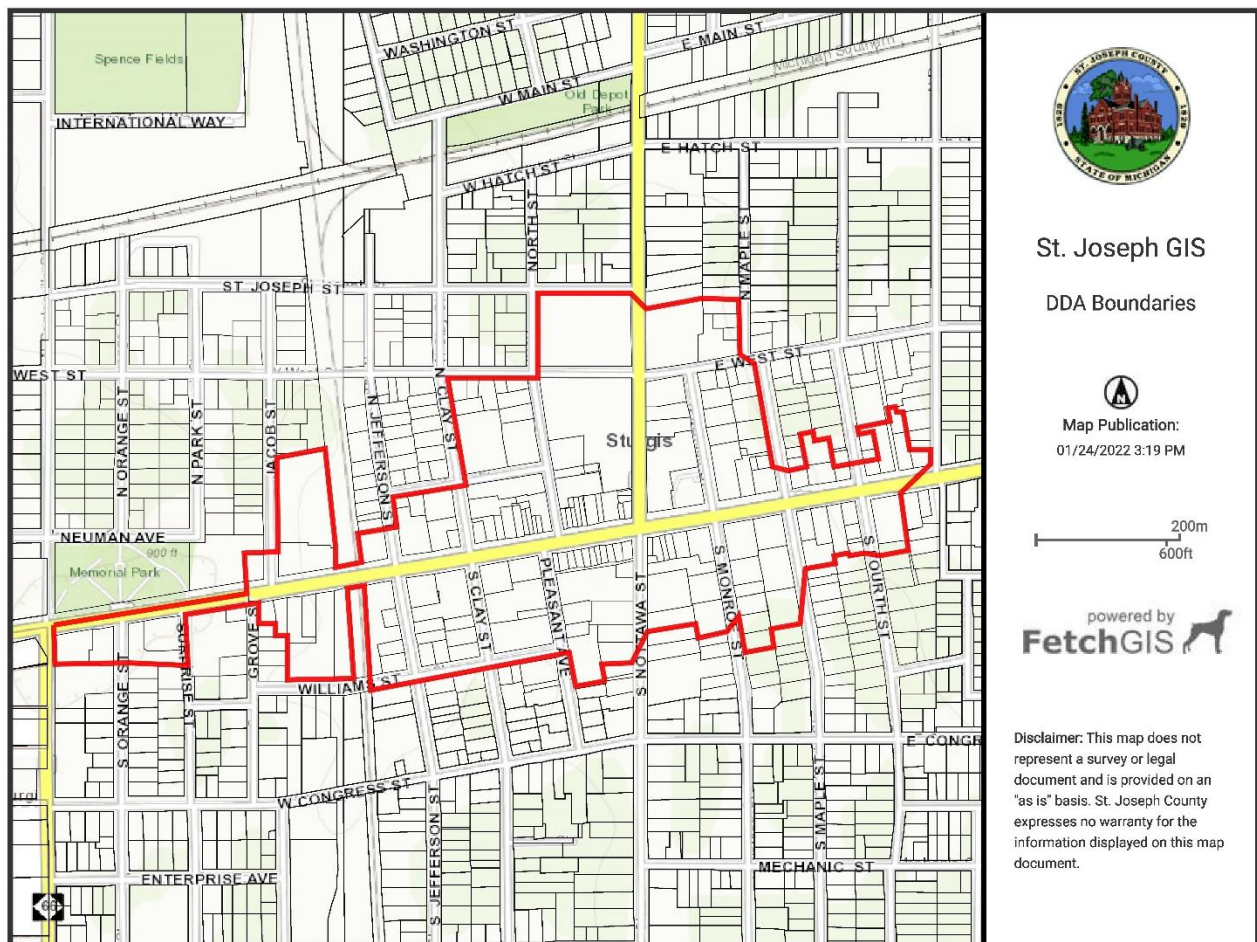 Spence Fields
WASHINGTON ST
E MAIN ST
Michigan Southern
W MAIN ST
Old Depot
Park
INTERNATIONAL WAY
E HATCH ST
W HATCH ST
NORTH ST
N MAPLE ST
ST JOSEPH ST
E WEST ST
WEST ST
N CLAY ST
N JEFFERSON ST
N ORANGE ST
N PARK ST
JACOB ST
Sturgis
NEUMAN AVE
900 ft
Memorial Park
S CLAY ST
PLEASANT AVE
S NOTTAWA ST
S MONROE ST
S FOURTH ST
GROVE ST
SUNRISE ST
S ORANGE ST
WILLIAMS ST
E CONGR
W CONGRESS ST
S JEFFERSON ST
S MAPLE ST
MECHANIC ST
ENTERPRISE AVE
66
ST. JOSEPH COUNTY
1829
STATE OF MICHIGAN
St. Joseph GIS
DDA Boundaries
N
Map Publication:
01/24/2022 3:19 PM
200m
600ft
powered by
FetchGIS
Disclaimer: This map does not
represent a survey or legal
document and is provided on an
"as is" basis. St. Joseph County
expresses no warranty for the
information displayed on this map
document.